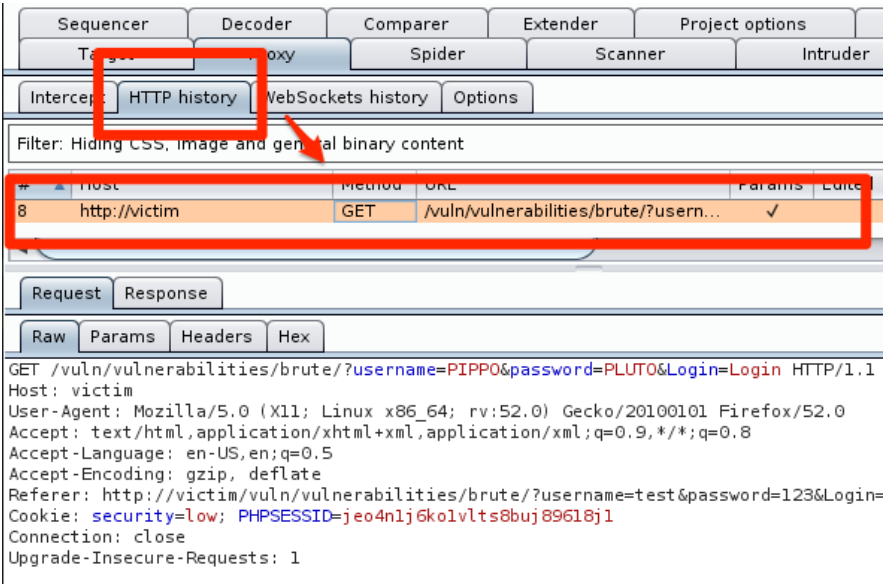 Sequencer Decoder Comparer Extender Project options
Target Proxy Spider Scanner Intruder
Intercept HTTP history WebSockets history Options
Filter: Hiding CSS, image and general binary content
# Host Method URL Params Edited
8 http://victim GET /vuln/vulnerabilities/brute/?usern... ✓
Request Response
Raw Params Headers Hex
GET /vuln/vulnerabilities/brute/?username=PIPPO&password=PLUTO&Login=Login HTTP/1.1
Host: victim
User-Agent: Mozilla/5.0 (X11; Linux x86_64; rv:52.0) Gecko/20100101 Firefox/52.0
Accept: text/html,application/xhtml+xml,application/xml;q=0.9,*/*;q=0.8
Accept-Language: en-US,en;q=0.5
Accept-Encoding: gzip, deflate
Referer: http://victim/vuln/vulnerabilities/brute/?username=test&password=123&Login=
Cookie: security=low; PHPSESSID=jeo4n1j6ko1vlts8buj89618j1
Connection: close
Upgrade-Insecure-Requests: 1